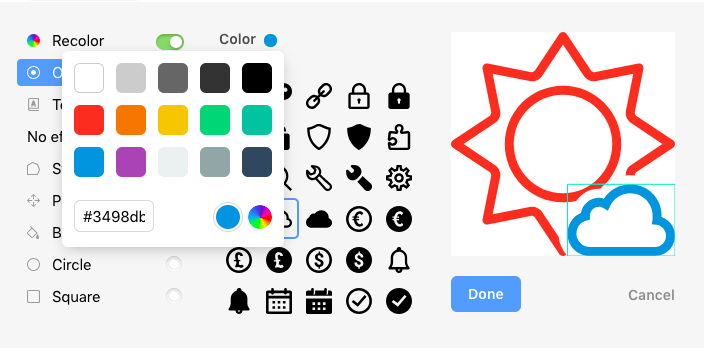 Recolor
Color
No ef
#3498db
Circle
Square
Done
Cancel